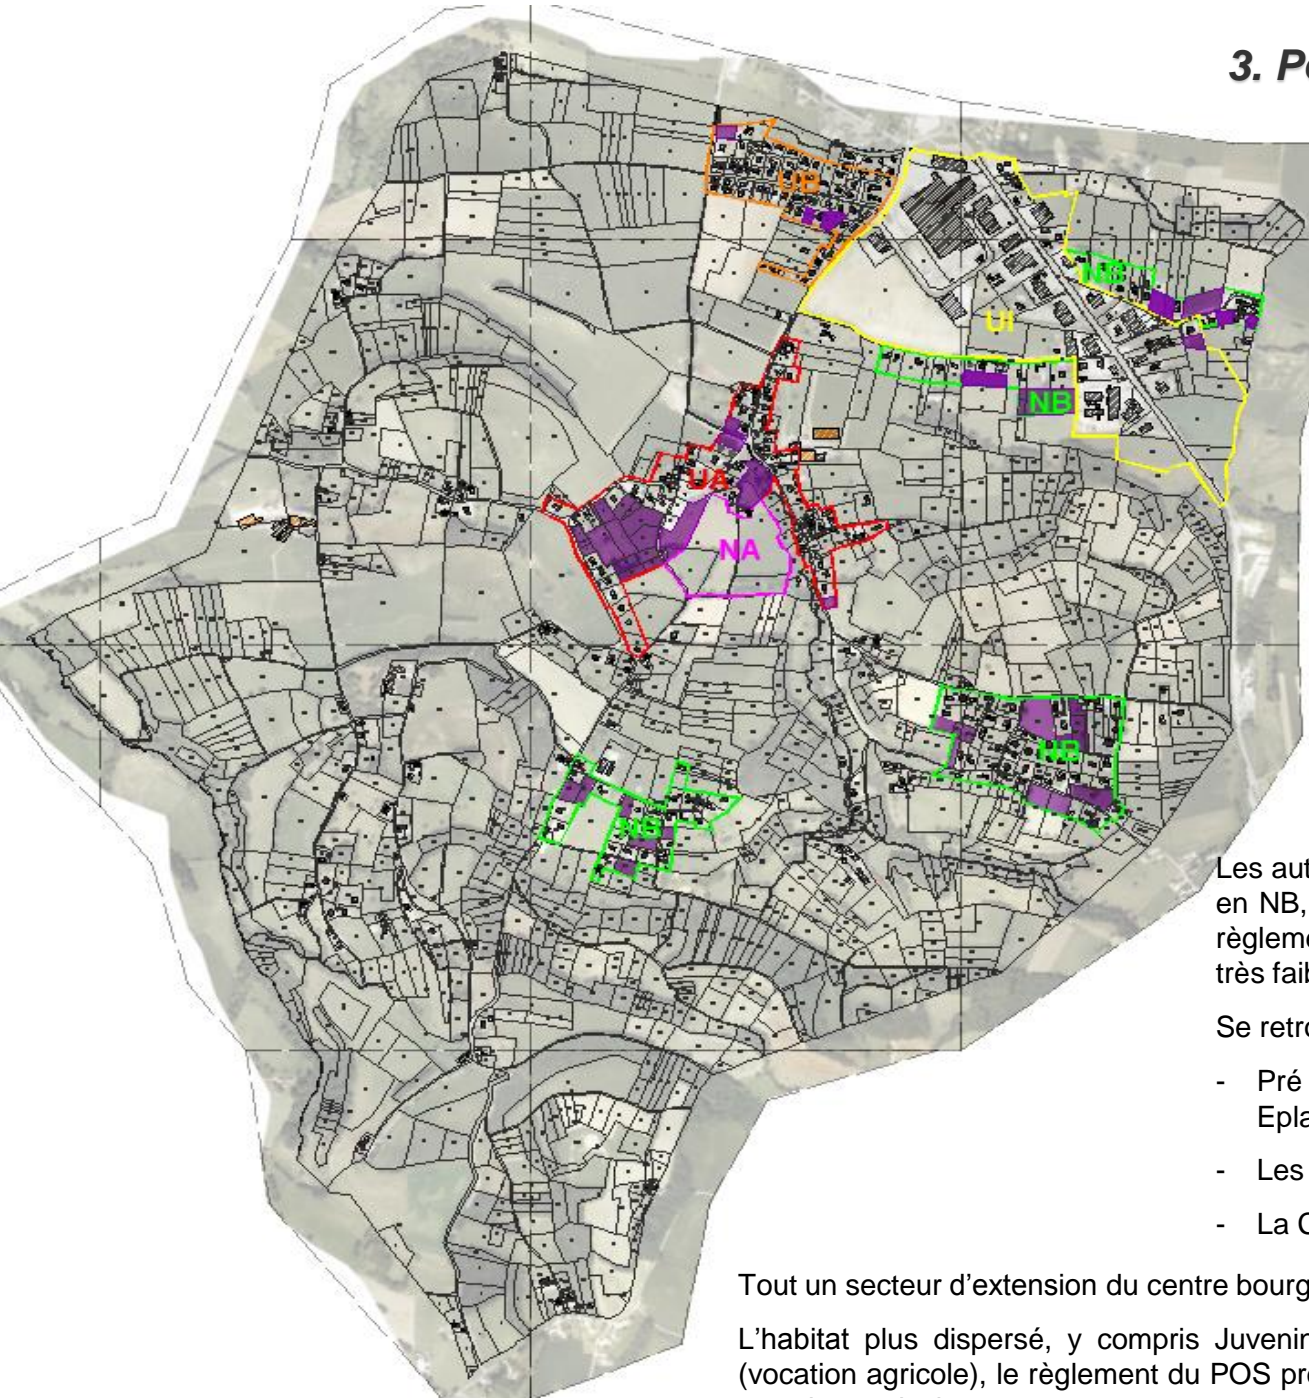 3. P
UB
NB
UI
NB
UA
NA
NB
NB
Les aut
en NB,
règleme
très faib
Se retro
- Pré
Epla
- Les
- La
Tout un secteur d’extension du centre bourg
L’habitat plus dispersé, y compris Juvenin
(vocation agricole), le règlement du POS pr